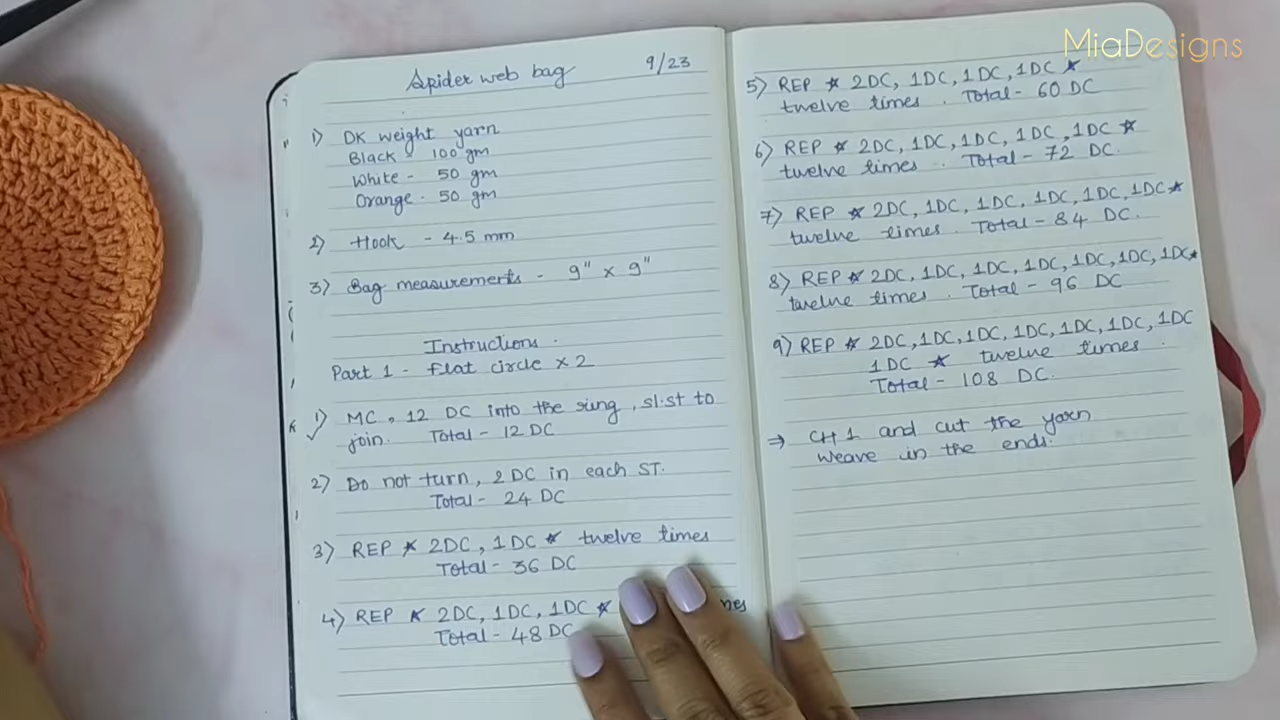 MiaDesigns
Spider web bag 9/23
1) DK weight yarn
Black - 100 gm
White - 50 gm
Orange - 50 gm
2) Hook - 4.5 mm
3) Bag measurements - 9" x 9"
Instructions.
Part 1 - Flat circle x 2
1) MC, 12 DC into the ring, sl.st to
join. Total - 12 DC
2) Do not turn, 2 DC in each ST.
Total - 24 DC
3) REP * 2DC, 1DC * twelve times
Total - 36 DC
4) REP * 2DC, 1DC, 1DC *
Total - 48 DC
5) REP * 2DC, 1DC, 1DC, 1DC *
twelve times. Total - 60 DC
6) REP * 2DC, 1DC, 1DC, 1DC, 1DC *
twelve times. Total - 72 DC.
7) REP * 2DC, 1DC, 1DC, 1DC, 1DC, 1DC *
twelve times. Total - 84 DC.
8) REP * 2DC, 1DC, 1DC, 1DC, 1DC, 1DC, 1DC *
twelve times. Total - 96 DC
9) REP * 2DC, 1DC, 1DC, 1DC, 1DC, 1DC, 1DC
1DC * twelve times.
Total - 108 DC.
⇒ CH 1 and cut the yarn
weave in the ends.